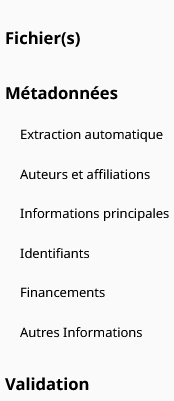 Fichier(s)
Métadonnées
Extraction automatique
Auteurs et affiliations
Informations principales
Identifiants
Financements
Autres Informations
Validation